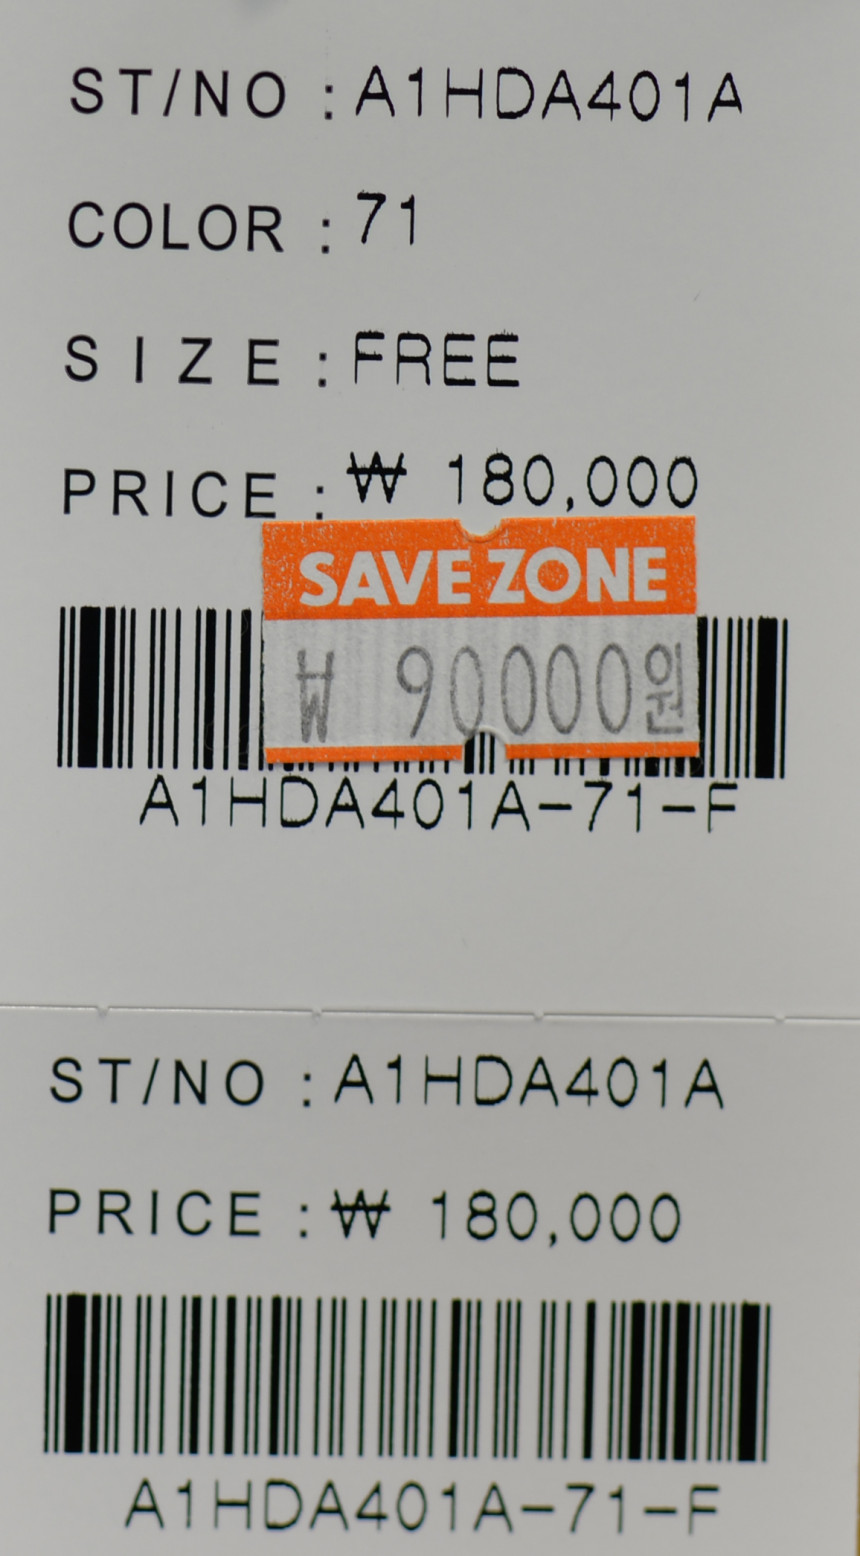 ST/NO : A1HDA401A
COLOR : 71
SIZE : FREE
PRICE : ₩ 180,000
SAVE ZONE
₩ 90000원
A1HDA401A-71-F
ST/NO : A1HDA401A
PRICE : ₩ 180,000
A1HDA401A-71-F